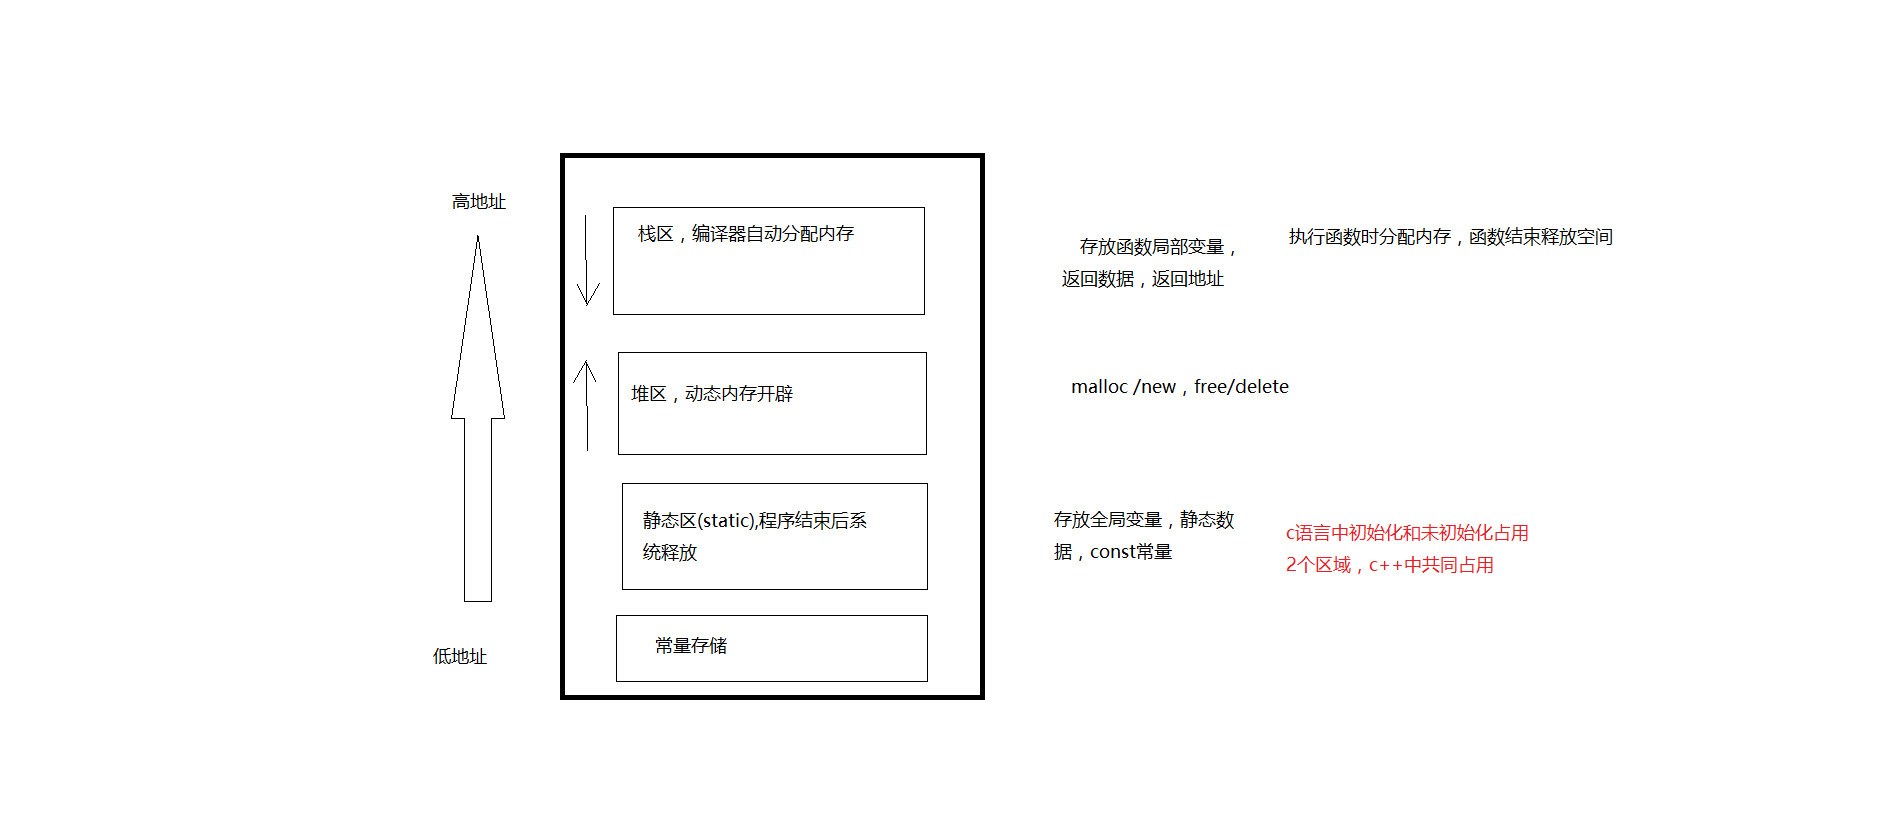 高地址
栈区，编译器自动分配内存
存放函数局部变量，
返回数据，返回地址
执行函数时分配内存，函数结束释放空间
堆区，动态内存开辟
malloc /new，free/delete
静态区(static),程序结束后系
统释放
存放全局变量，静态数
据，const常量
c语言中初始化和未初始化占用
2个区域，c++中共同占用
常量存储
低地址